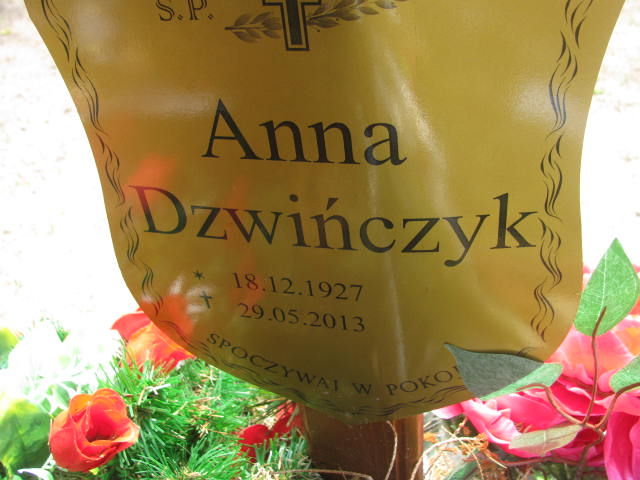 Ś.P.
Anna
Dzwińczyk
* 18.12.1927
✝ 29.05.2013
SPOCZYWAJ W